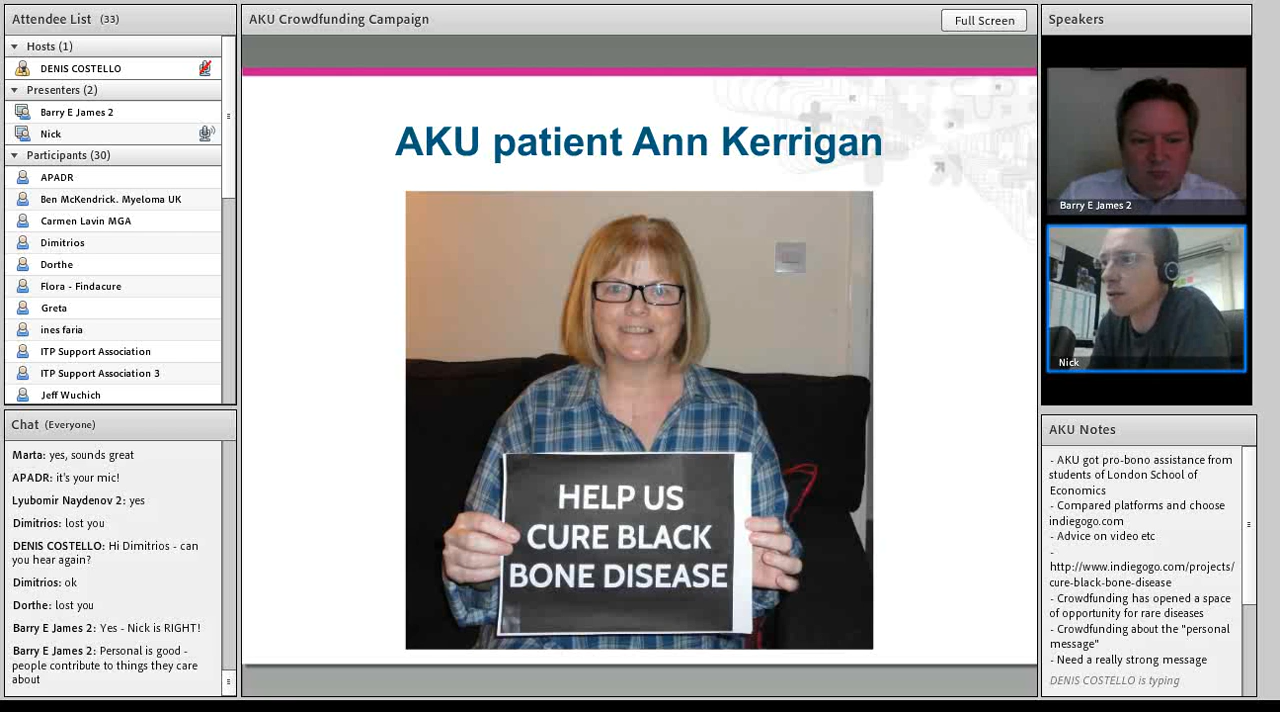 Attendee List (33)
Hosts (1)
DENIS COSTELLO
Presenters (2)
Barry E James 2
Nick
Participants (30)
APADR
Ben McKendrick. Myeloma UK
Carmen Lavin MGA
Dimitrios
Dorthe
Flora - Findacure
Greta
ines faria
ITP Support Association
ITP Support Association 3
Jeff Wuchich
Chat (Everyone)
Marta: yes, sounds great
APADR: it's your mic!
Lyubomir Naydenov 2: yes
Dimitrios: lost you
DENIS COSTELLO: Hi Dimitrios - can
you hear again?
Dimitrios: ok
Dorthe: lost you
Barry E James 2: Yes - Nick is RIGHT!
Barry E James 2: Personal is good -
people contribute to things they care
about
AKU Crowdfunding Campaign
Full Screen
AKU patient Ann Kerrigan
HELP US
CURE BLACK
BONE DISEASE
Speakers
Barry E James 2
Nick
AKU Notes
- AKU got pro-bono assistance from
students of London School of
Economics
- Compared platforms and choose
indiegogo.com
- Advice on video etc
-
http://www.indiegogo.com/projects/
cure-black-bone-disease
- Crowdfunding has opened a space
of opportunity for rare diseases
- Crowdfunding about the "personal
message"
- Need a really strong message
DENIS COSTELLO is typing